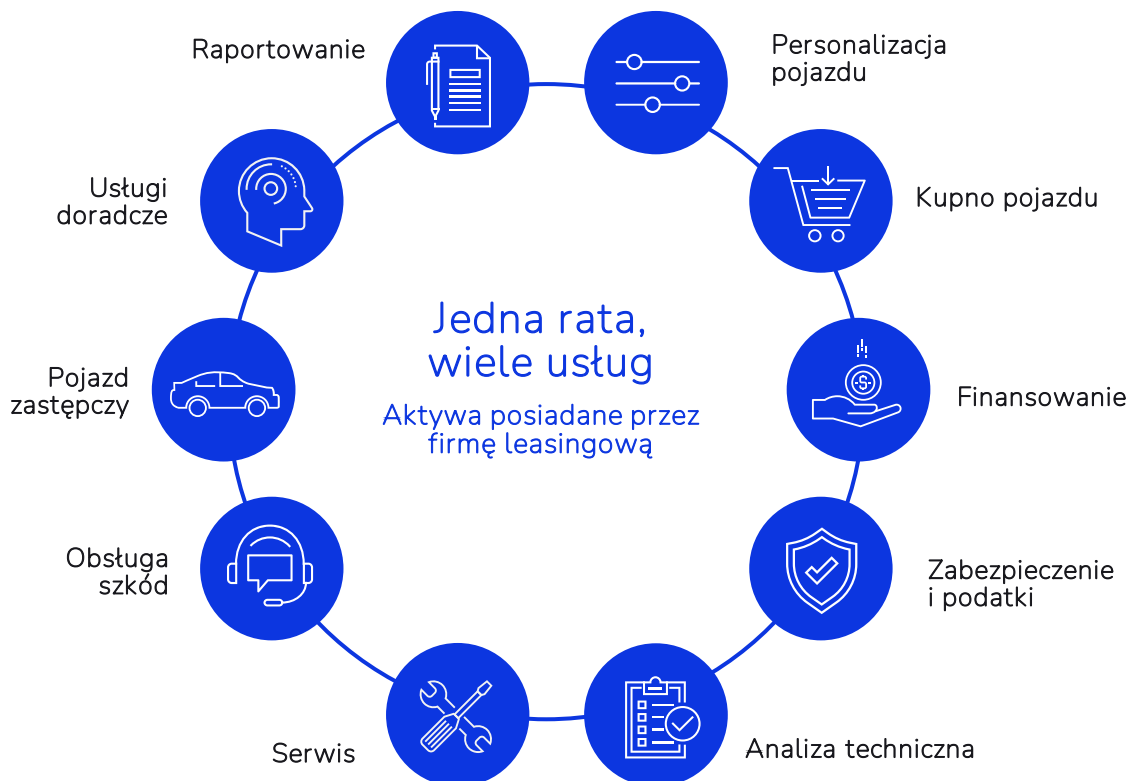 Raportowanie
Personalizacja
pojazdu
Usługi
doradcze
Kupno pojazdu
Jedna rata,
wiele usług
Aktywa posiadane przez
firmę leasingową
Pojazd
zastępczy
Finansowanie
Obsługa
szkód
Zabezpieczenie
i podatki
Serwis
Analiza techniczna